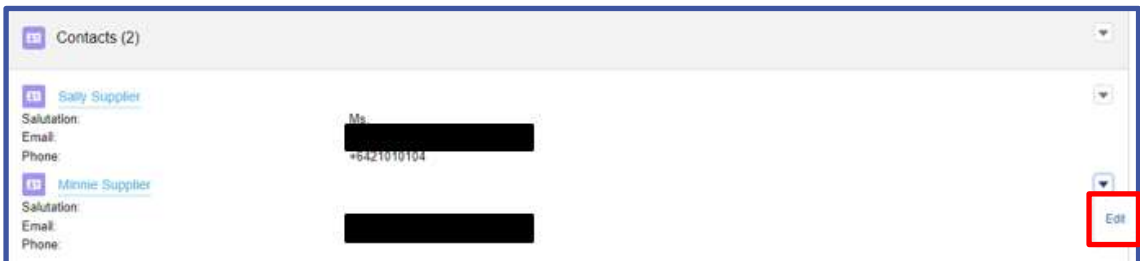 Contacts (2)
Sally Supplier
Salutation: Ms.
Email:
Phone: +6421010104
Minnie Supplier
Salutation:
Edit
Email:
Phone: